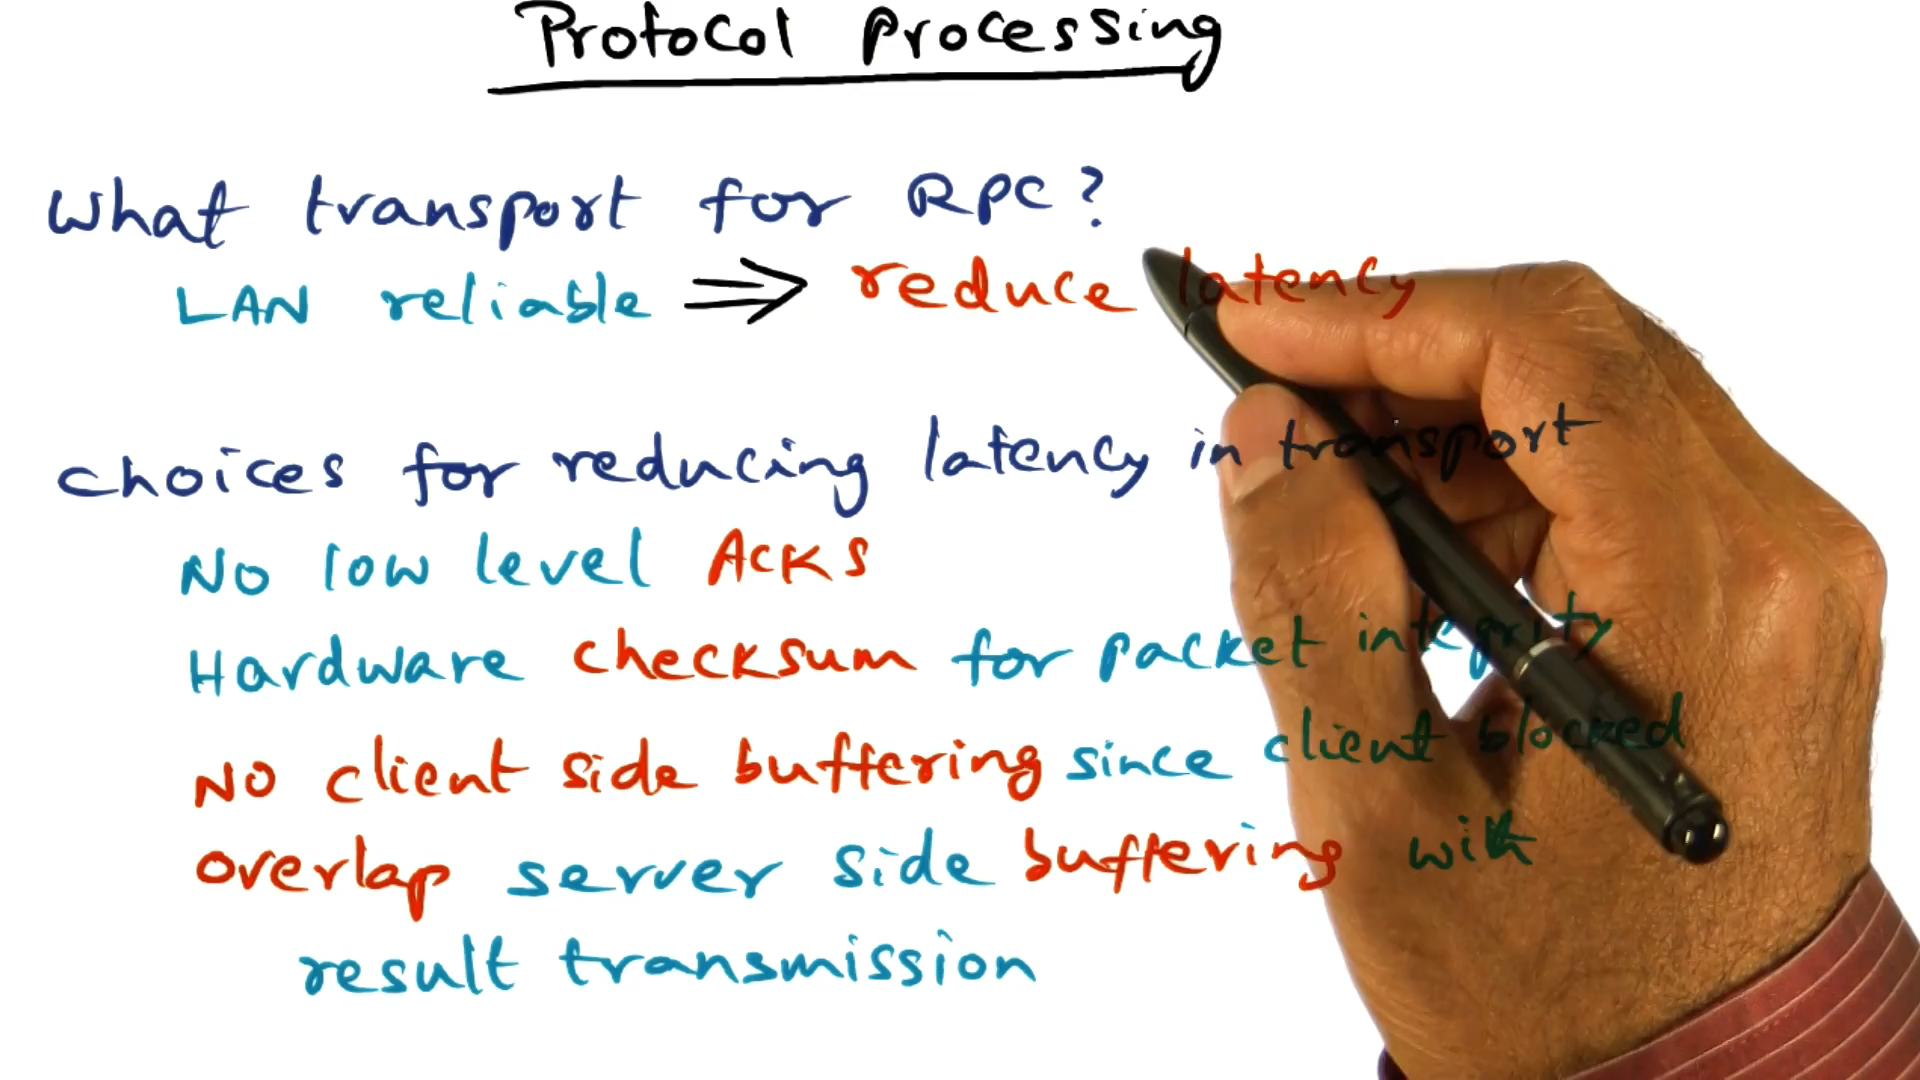 Protocol Processing
What transport for RPC?
LAN reliable ⇒ reduce latency
choices for reducing latency in transport
No low level ACKS
Hardware checksum for packet integrity
No client side buffering since client blocked
overlap server side buffering with
result transmission